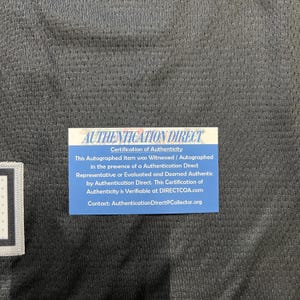 AUTHENTICATION DIRECT
Certification of Authenticity
This Autographed Item was Witnessed / Autographed
in the presence of a Authentication Direct
Representative or Evaluated and Deemed Authentic
by Authentication Direct. This Certification of
Authenticity is Verifiable at DIRECTCOA.com
Contact: AuthenticationDirectPCollector.org